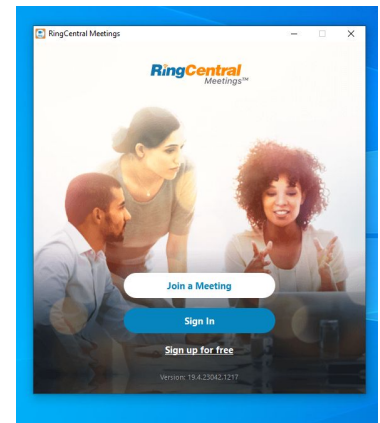 RingCentral Meetings
RingCentral
Meetings™
Join a Meeting
Sign In
Sign up for free
Version: 19.4.23042.1217